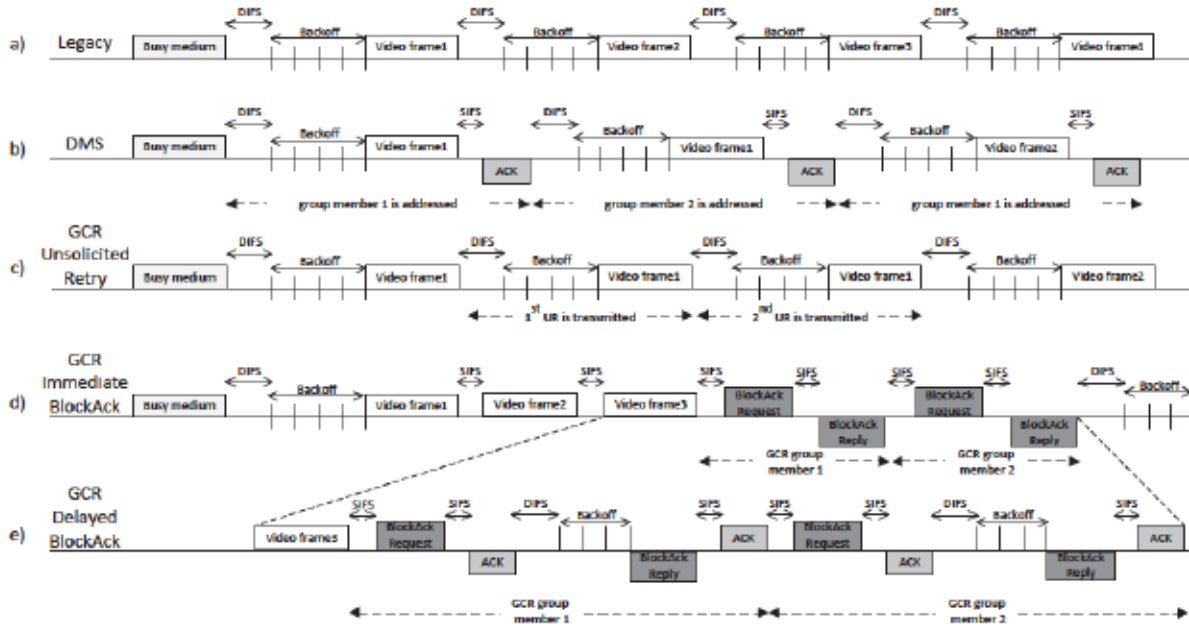 DIFS DIFS DIFS DIFS
a) Legacy Busy medium Backoff Video frame1 Backoff Video frame2 Backoff Video frame3 Backoff Video frame4
DIFS SIFS DIFS SIFS DIFS SIFS
b) DMS Busy medium Backoff Video frame1 Backoff Video frame1 Backoff Video frame2
ACK ACK ACK
group member 1 is addressed group member 2 is addressed group member 1 is addressed
GCR
Unsolicited
Retry
DIFS DIFS DIFS DIFS
c) Busy medium Backoff Video frame1 Backoff Video frame1 Backoff Video frame1 Backoff Video frame2
1st UR is transmitted 2nd UR is transmitted
GCR
Immediate
BlockAck
DIFS SIFS SIFS SIFS SIFS SIFS SIFS DIFS
d) Busy medium Backoff Video frame1 Video frame2 Video frame3 BlockAck Request BlockAck Request Backoff
BlockAck Reply BlockAck Reply
GCR group member 1 GCR group member 2
GCR
Delayed
BlockAck
SIFS SIFS DIFS SIFS SIFS SIFS DIFS SIFS
e) Video frame3 BlockAck Request Backoff ACK BlockAck Request Backoff ACK
ACK BlockAck Reply ACK BlockAck Reply
GCR group member 1 GCR group member 2